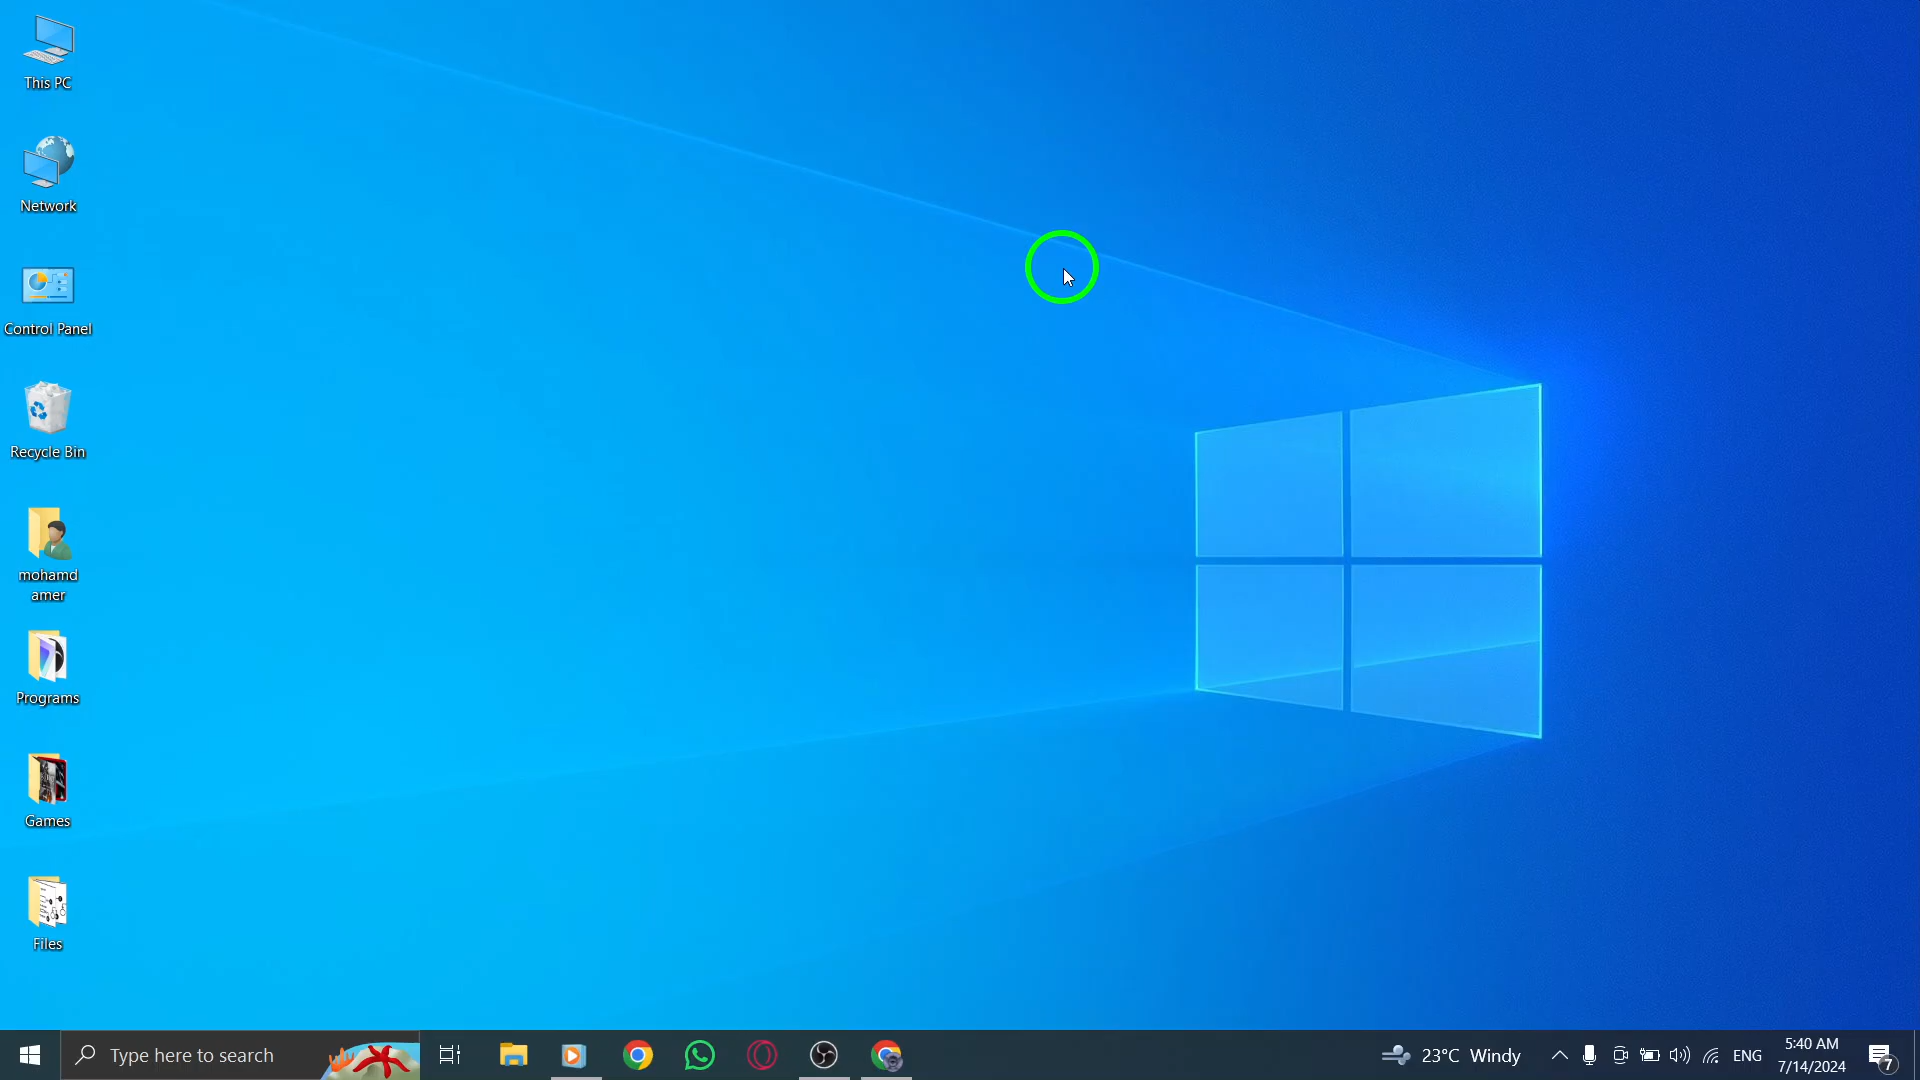 This PC
Network
Control Panel
Recycle Bin
mohamd
amer
Programs
Games
Files
Type here to search
23°C Windy
ENG
5:40 AM
7/14/2024
7